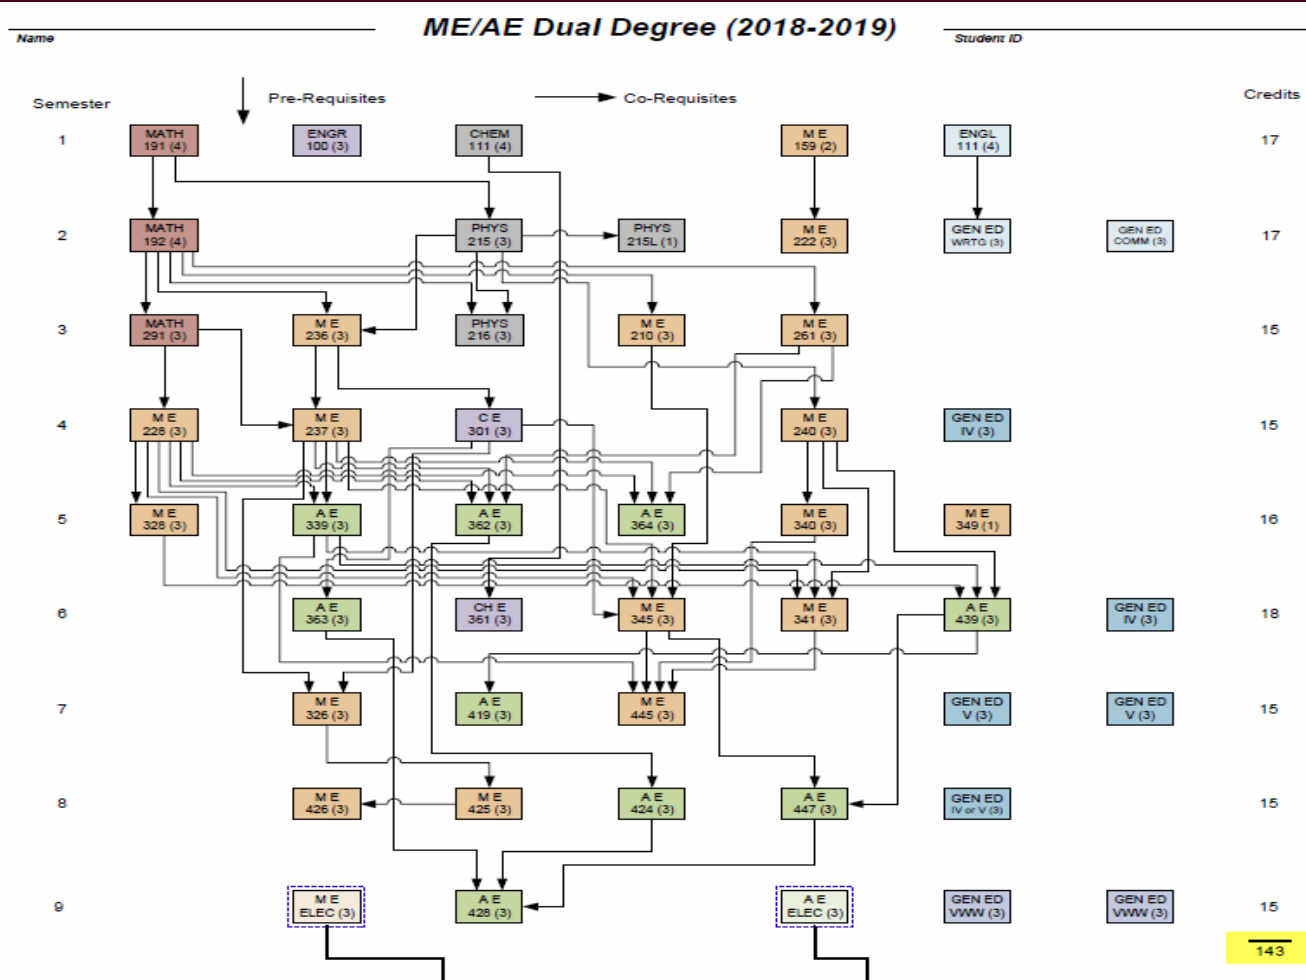 ME/AE Dual Degree (2018-2019)
Name
Student ID
Semester
Pre-Requisites
Co-Requisites
Credits
1
MATH
191 (4)
ENGR
100 (3)
CHEM
111 (4)
M E
159 (2)
ENGL
111 (4)
17
2
MATH
192 (4)
PHYS
215 (3)
PHYS
215L (1)
M E
222 (3)
GEN ED
WRTG (3)
GEN ED
COMM (3)
17
3
MATH
291 (3)
M E
236 (3)
PHYS
216 (3)
M E
210 (3)
M E
261 (3)
15
4
M E
228 (3)
M E
237 (3)
C E
301 (3)
M E
240 (3)
GEN ED
IV (3)
15
5
M E
328 (3)
A E
339 (3)
A E
362 (3)
A E
364 (3)
M E
340 (3)
M E
349 (1)
16
6
A E
363 (3)
CH E
361 (3)
M E
345 (3)
M E
341 (3)
A E
439 (3)
GEN ED
IV (3)
18
7
M E
326 (3)
A E
419 (3)
M E
445 (3)
GEN ED
V (3)
GEN ED
V (3)
15
8
M E
426 (3)
M E
425 (3)
A E
424 (3)
A E
447 (3)
GEN ED
IV or V (3)
15
9
M E
ELEC (3)
A E
428 (3)
A E
ELEC (3)
GEN ED
VWW (3)
GEN ED
VWW (3)
15
143